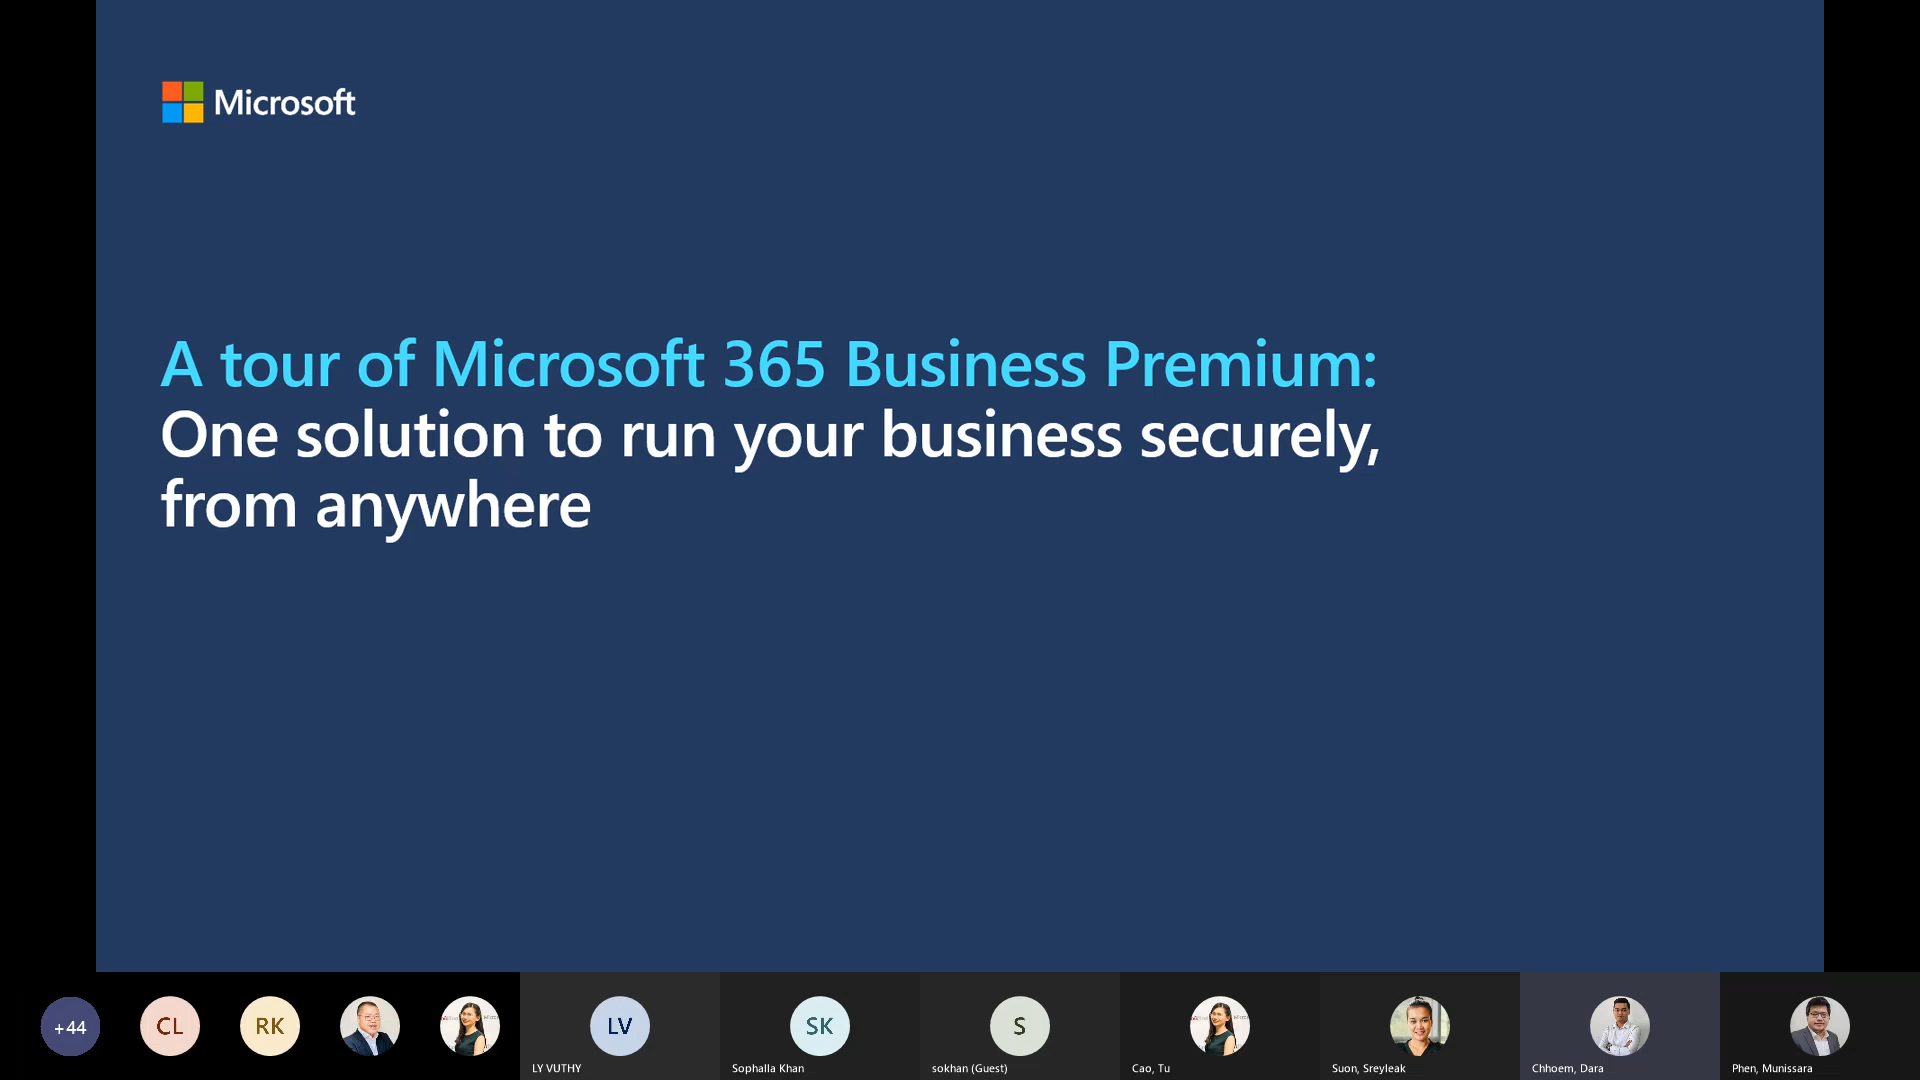 Microsoft
A tour of Microsoft 365 Business Premium:
One solution to run your business securely,
from anywhere
+44
CL
RK
LV
SK
S
LY VUTHY
Sophalla Khan
sokhan (Guest)
Cao, Tu
Suon, Sreyleak
Chhoem, Dara
Phen, Munissara